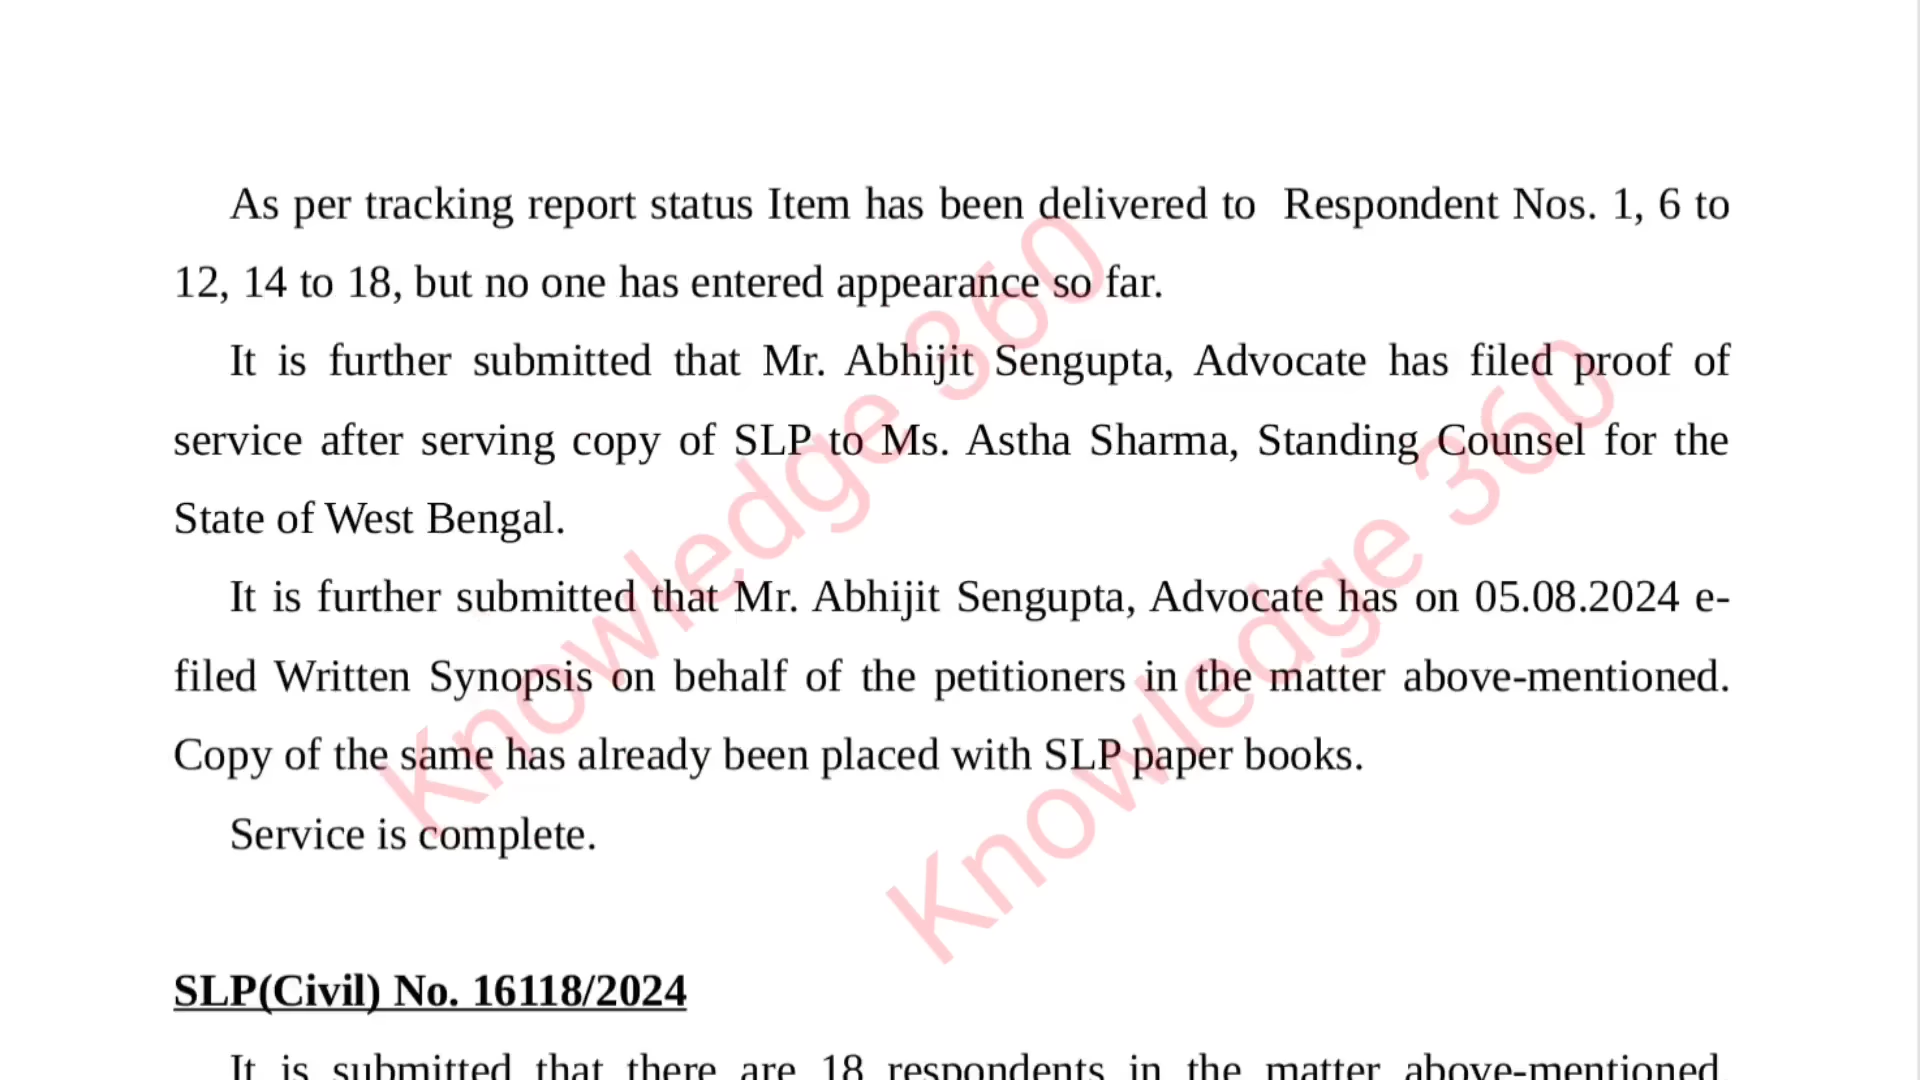 As per tracking report status Item has been delivered to  Respondent Nos. 1, 6 to
12, 14 to 18, but no one has entered appearance so far.
It is further submitted that Mr. Abhijit Sengupta, Advocate has filed proof of
service after serving copy of SLP to Ms. Astha Sharma, Standing Counsel for the
State of West Bengal.
It is further submitted that Mr. Abhijit Sengupta, Advocate has on 05.08.2024 e-
filed Written Synopsis on behalf of the petitioners in the matter above-mentioned.
Copy of the same has already been placed with SLP paper books.
Service is complete.
SLP(Civil) No. 16118/2024
It is submitted that there are 18 respondents in the matter above-mentioned.
Knowledge 360
Knowledge 360